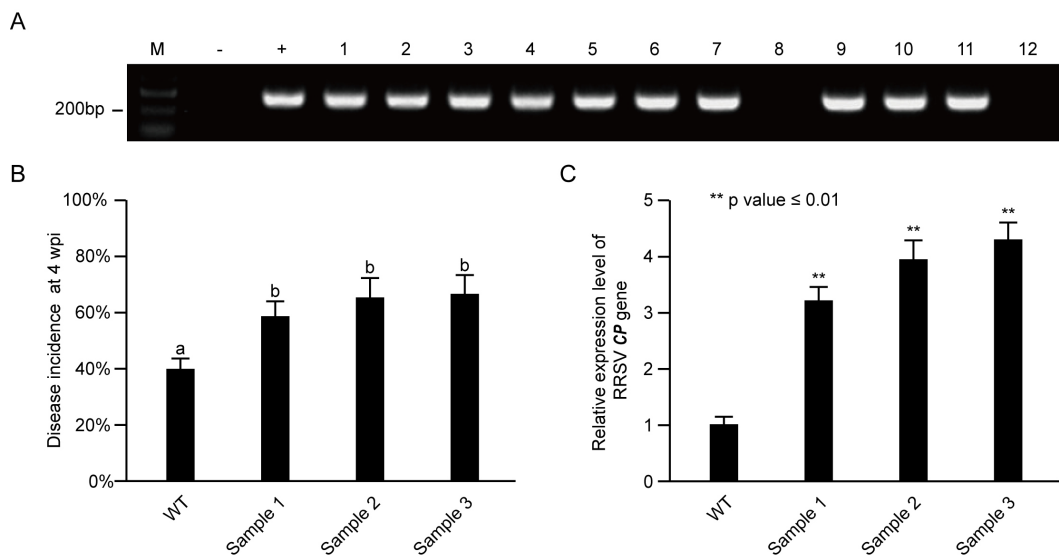 A
M - + 1 2 3 4 5 6 7 8 9 10 11 12
200bp
B
Disease incidence at 4 wpi
100%
80%
60%
40%
20%
0%
a
b
b
b
WT
Sample 1
Sample 2
Sample 3
C
Relative expression level of
RRSV CP gene
5
4
3
2
1
0
** p value ≤ 0.01
**
**
**
WT
Sample 1
Sample 2
Sample 3